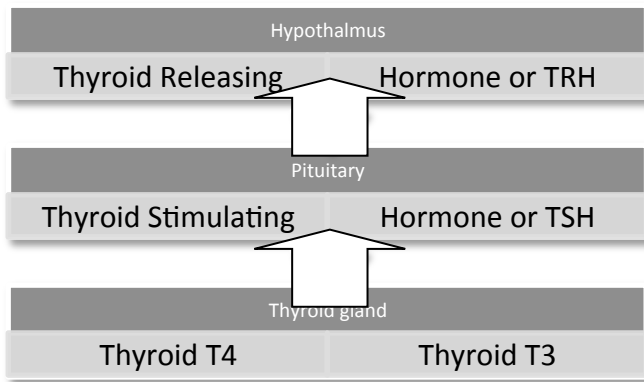 Hypothalmus
Thyroid Releasing Hormone or TRH
Pituitary
Thyroid Stimulating Hormone or TSH
Thyroid gland
Thyroid T4 Thyroid T3